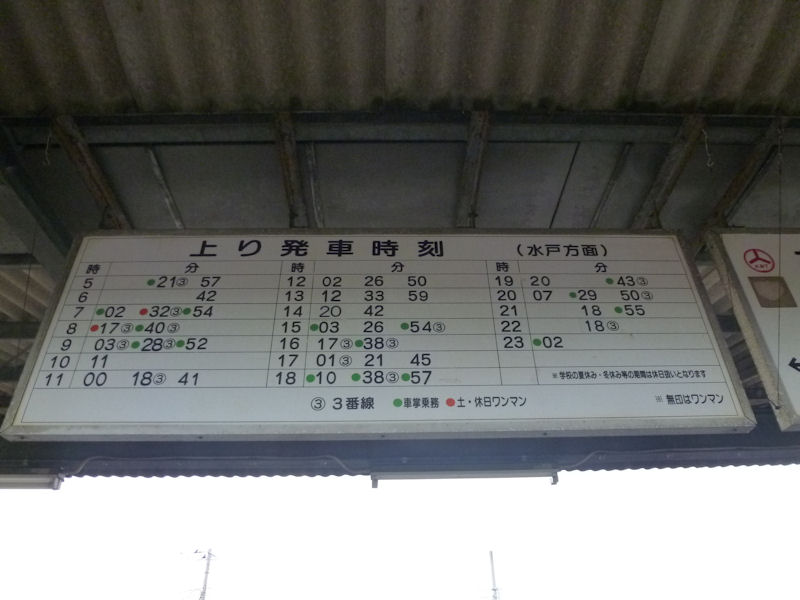 上り発車時刻 (水戸方面)
時 分 時 分 時 分
5 ●21③ 57 12 02 26 50 19 20 ●43③
6 42 13 12 33 59 20 07 ●29 50③
7 ●02 ●32③ ●54 14 20 42 21 18 ●55
8 ●17③ ●40③ 15 ●03 26 ●54③ 22 18③
9 03③ ●28③ ●52 16 17③ ●38③ 23 ●02
10 11 17 01③ 21 45
11 00 18③ 41 18 ●10 ●38③ ●57 ※学校の夏休み・冬休み等の期間は休日扱いとなります
③ 3番線 ●車掌乗務 ●土・休日ワンマン ※ 無印はワンマン